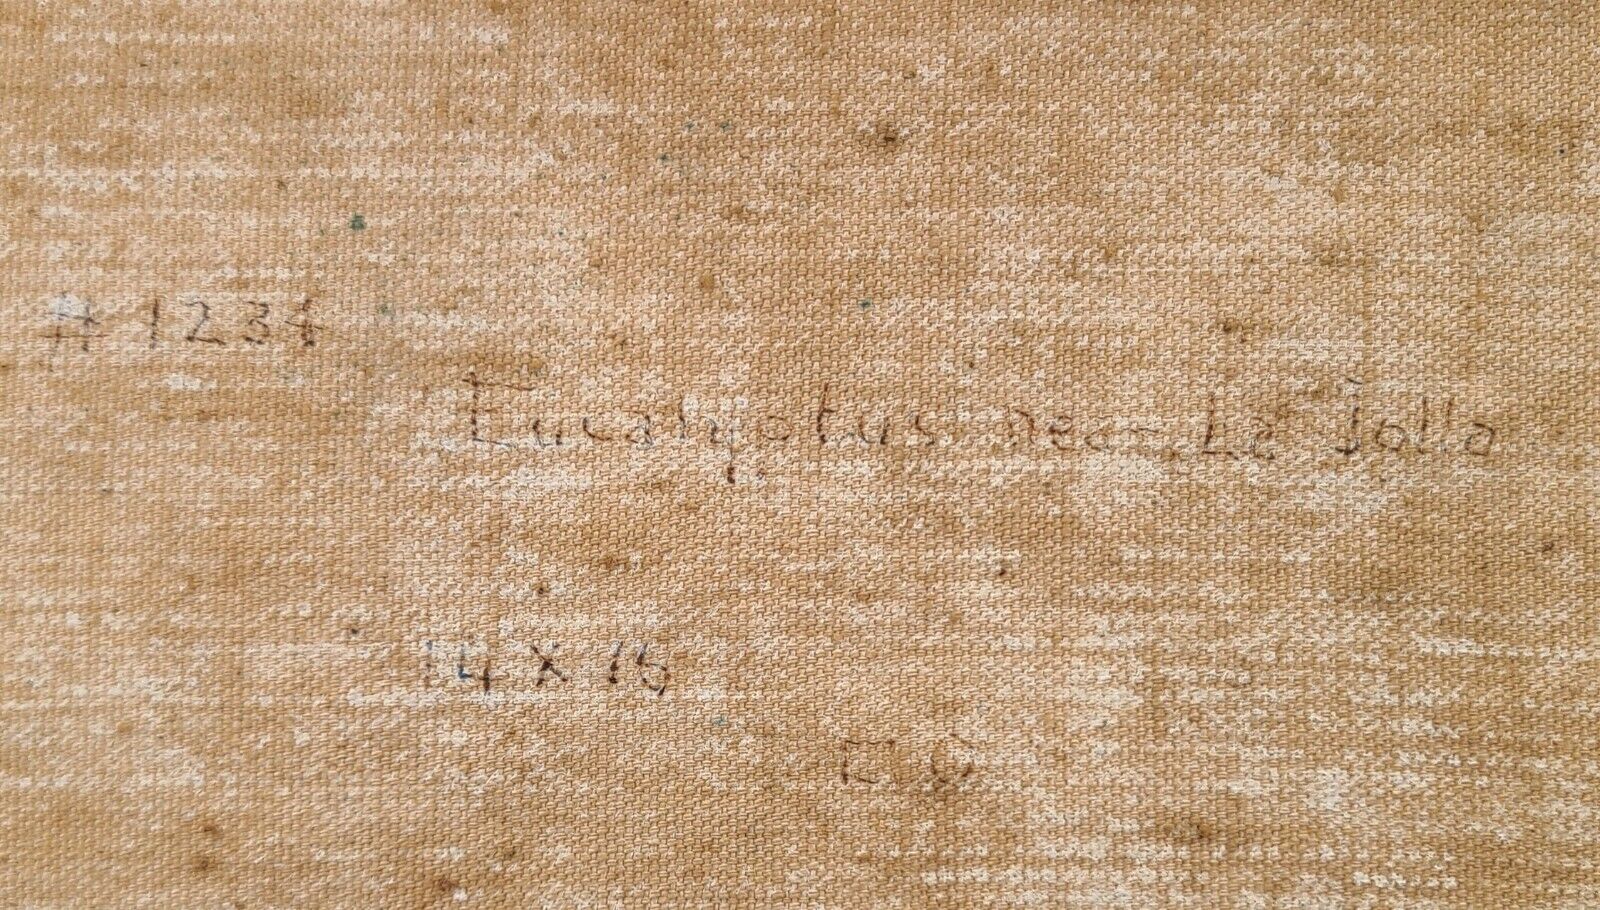 #1234
Eucalyptus near La Jolla
14 x 16